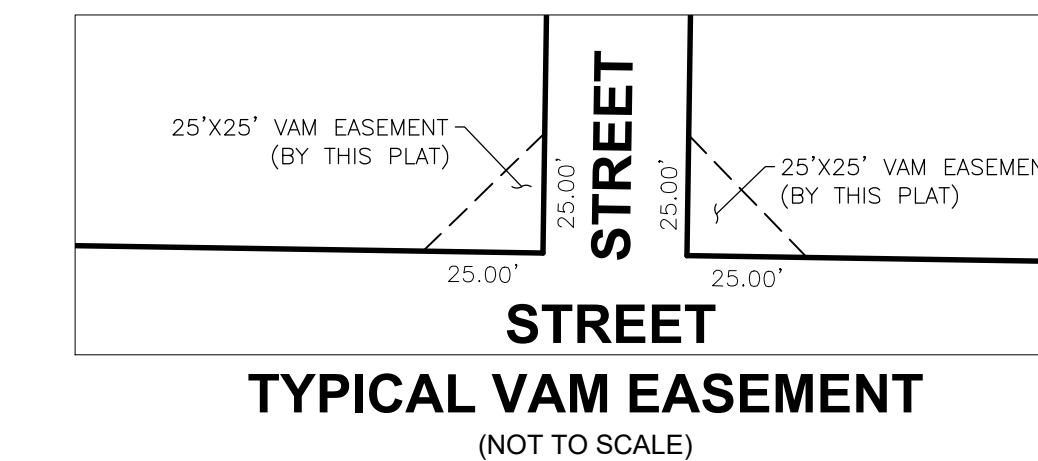 25'X25' VAM EASEMENT
(BY THIS PLAT)
25.00'
STREET
25.00'
25'X25' VAM EASEMEN
(BY THIS PLAT)
25.00'
25.00'
STREET
TYPICAL VAM EASEMENT
(NOT TO SCALE)